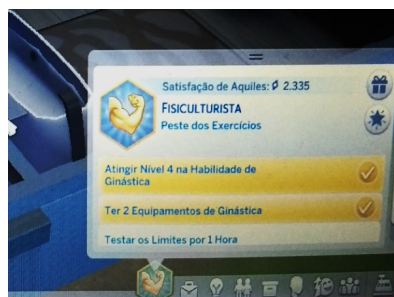 Satisfação de Aquiles: 2.335
FISICULTURISTA
Peste dos Exercícios
Atingir Nível 4 na Habilidade de
Ginástica
Ter 2 Equipamentos de Ginástica
Testar os Limites por 1 Hora